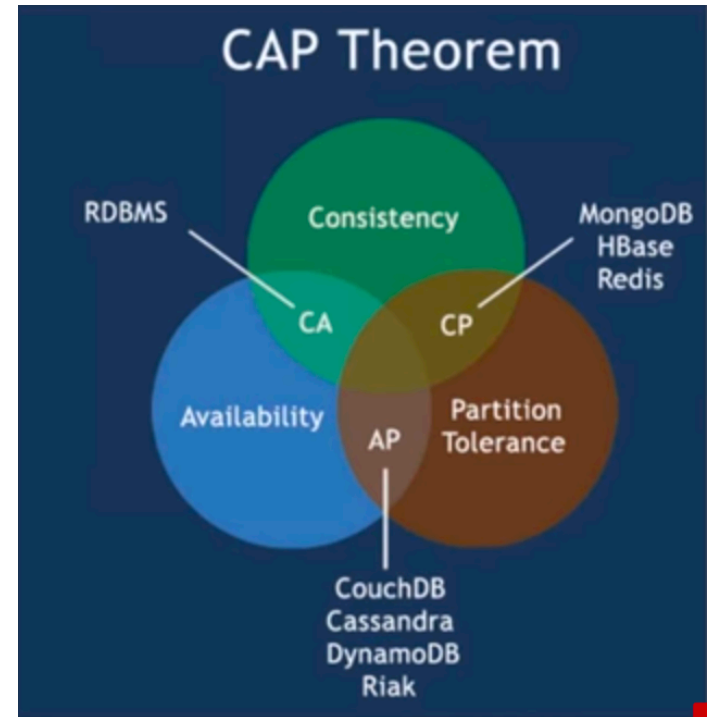 CAP Theorem
RDBMS
Consistency
MongoDB
HBase
Redis
CA
CP
Availability
Partition
Tolerance
AP
CouchDB
Cassandra
DynamoDB
Riak